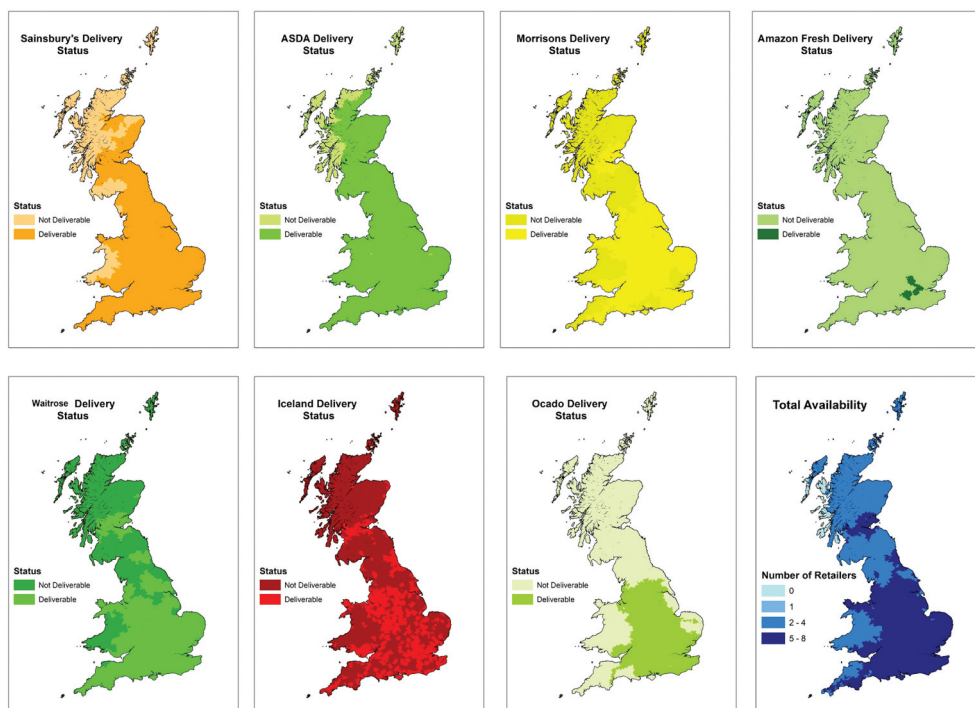 Sainsbury's Delivery
Status
Status
Not Deliverable
Deliverable
ASDA Delivery
Status
Status
Not Deliverable
Deliverable
Morrisons Delivery
Status
Status
Not Deliverable
Deliverable
Amazon Fresh Delivery
Status
Status
Not Deliverable
Deliverable
Waitrose Delivery
Status
Status
Not Deliverable
Deliverable
Iceland Delivery
Status
Status
Not Deliverable
Deliverable
Ocado Delivery
Status
Status
Not Deliverable
Deliverable
Total Availability
Number of Retailers
0
1
2 - 4
5 - 8